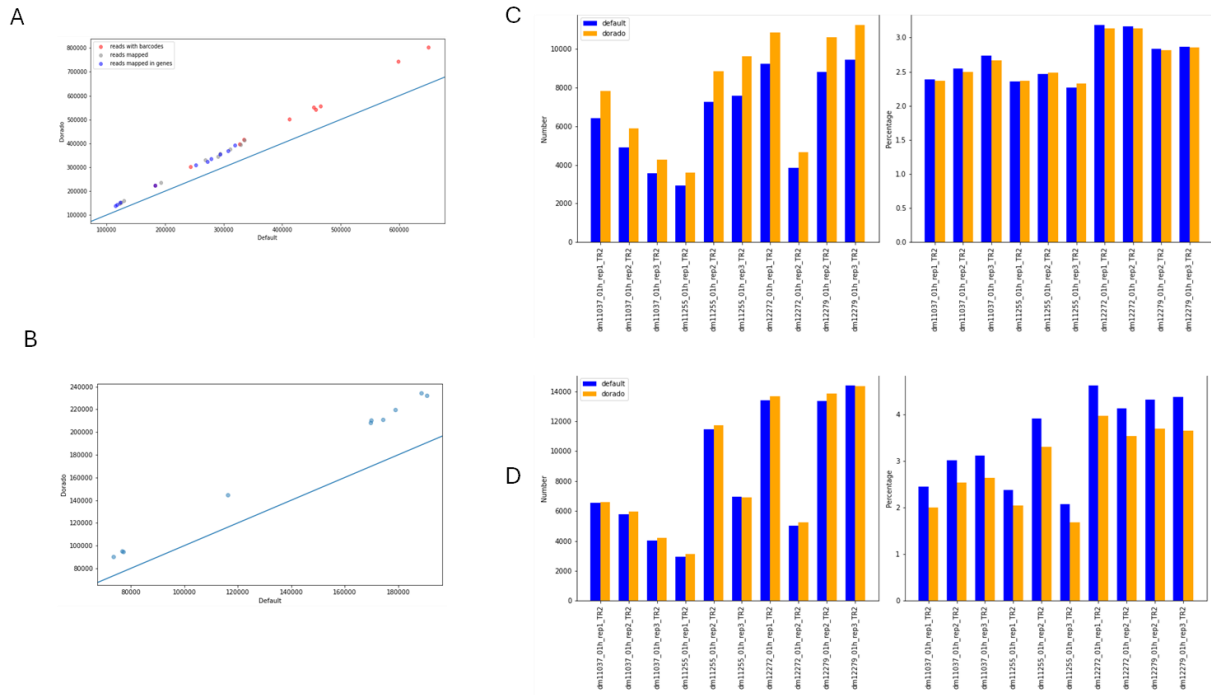 A
800000
700000
600000
500000
400000
300000
200000
100000
Dorado
reads with barcodes
reads mapped
reads mapped in genes
100000 200000 300000 400000 500000 600000
Default
B
240000
220000
200000
180000
160000
140000
120000
100000
80000
Dorado
80000 100000 120000 140000 160000 180000
Default
C
default
dorado
10000
8000
6000
4000
2000
0
Number
dm11037_01h_rep1_TR2
dm11037_01h_rep2_TR2
dm11037_01h_rep3_TR2
dm11255_01h_rep1_TR2
dm11255_01h_rep2_TR2
dm11255_01h_rep3_TR2
dm12272_01h_rep1_TR2
dm12272_01h_rep2_TR2
dm12279_01h_rep2_TR2
dm12279_01h_rep3_TR2
3.0
2.5
2.0
1.5
1.0
0.5
0.0
Percentage
dm11037_01h_rep1_TR2
dm11037_01h_rep2_TR2
dm11037_01h_rep3_TR2
dm11255_01h_rep1_TR2
dm11255_01h_rep2_TR2
dm11255_01h_rep3_TR2
dm12272_01h_rep1_TR2
dm12272_01h_rep2_TR2
dm12279_01h_rep2_TR2
dm12279_01h_rep3_TR2
D
default
dorado
14000
12000
10000
8000
6000
4000
2000
0
Number
dm11037_01h_rep1_TR2
dm11037_01h_rep2_TR2
dm11037_01h_rep3_TR2
dm11255_01h_rep1_TR2
dm11255_01h_rep2_TR2
dm11255_01h_rep3_TR2
dm12272_01h_rep1_TR2
dm12272_01h_rep2_TR2
dm12279_01h_rep2_TR2
dm12279_01h_rep3_TR2
4
3
2
1
0
Percentage
dm11037_01h_rep1_TR2
dm11037_01h_rep2_TR2
dm11037_01h_rep3_TR2
dm11255_01h_rep1_TR2
dm11255_01h_rep2_TR2
dm11255_01h_rep3_TR2
dm12272_01h_rep1_TR2
dm12272_01h_rep2_TR2
dm12279_01h_rep2_TR2
dm12279_01h_rep3_TR2